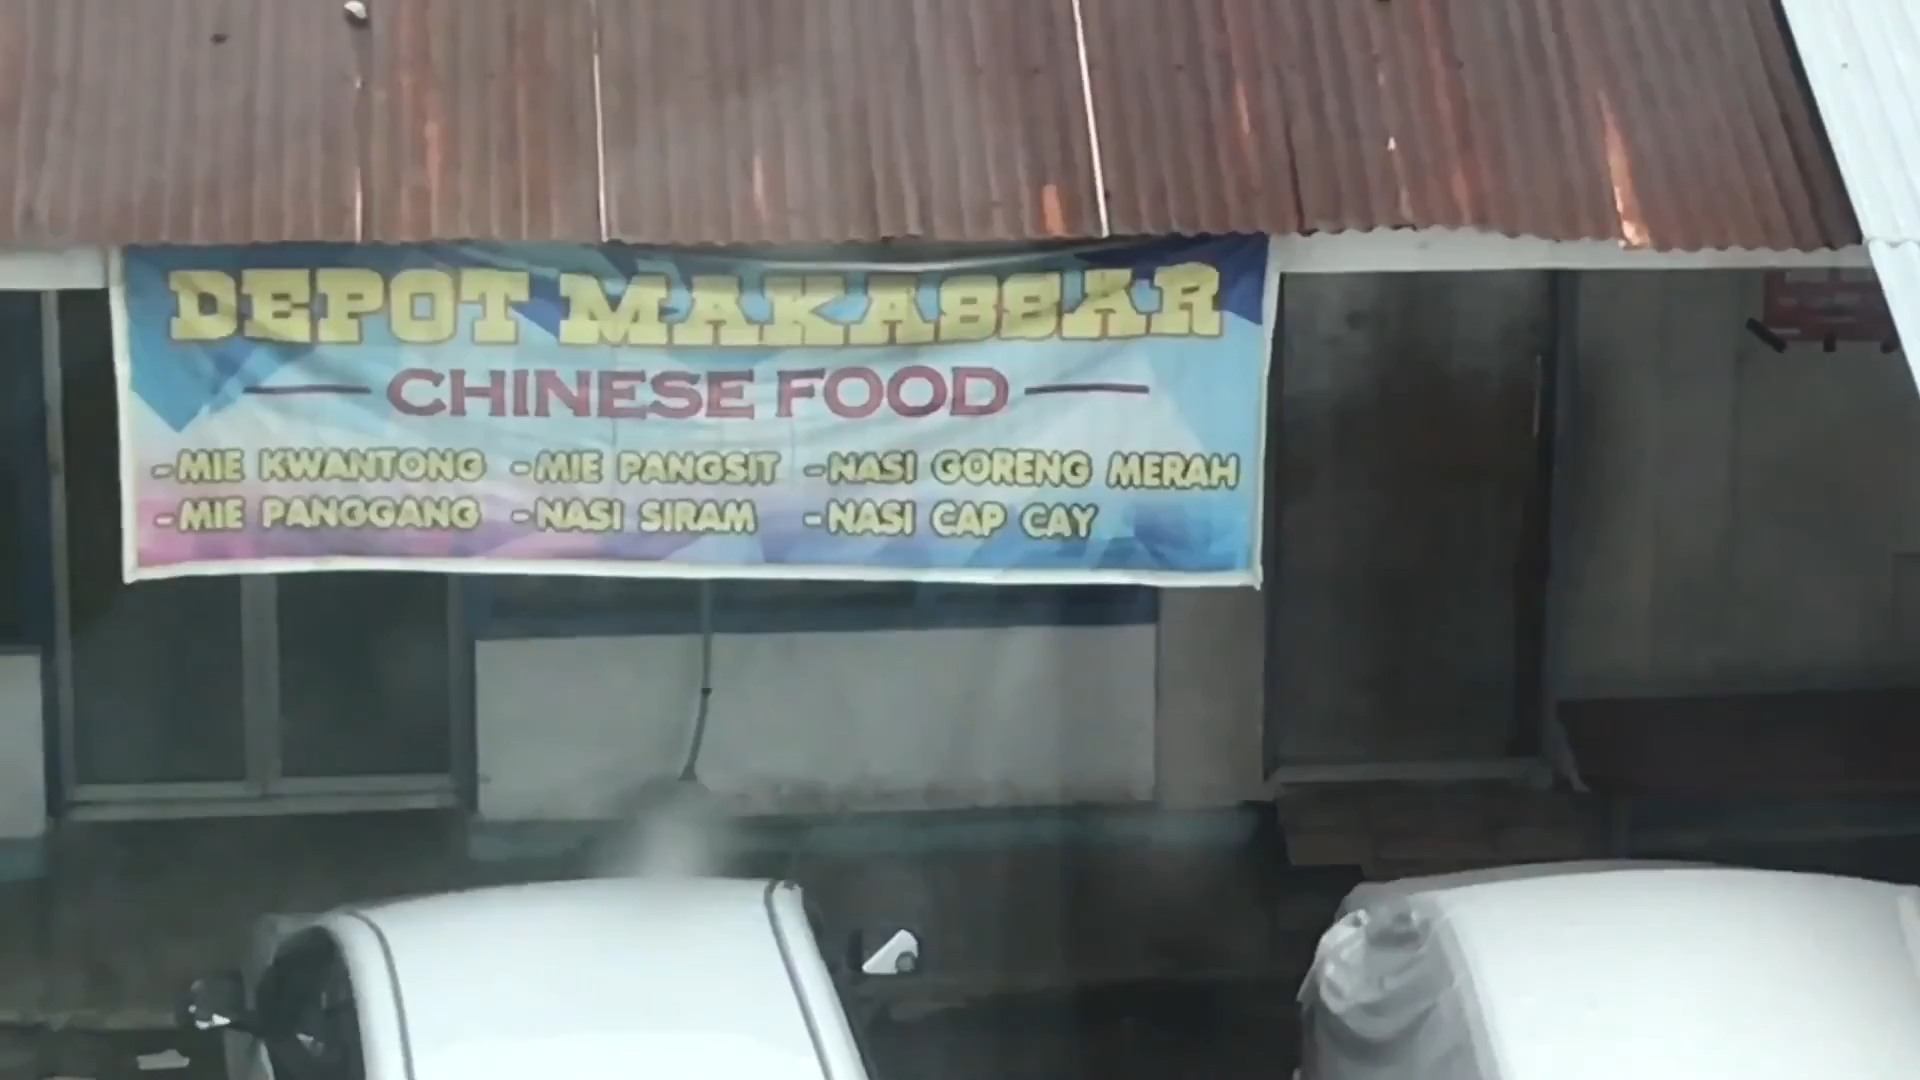 DEPOT MAKASSAR
CHINESE FOOD
-MIE KWANTONG -MIE PANGSIT -NASI GORENG MERAH
-MIE PANGGANG -NASI SIRAM -NASI CAP CAY